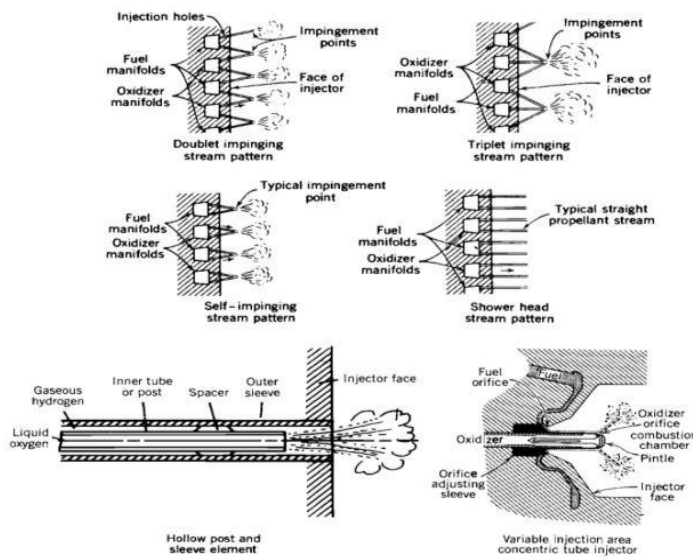 Injection holes
Impingement
points
Fuel
manifolds
Face of
injector
Oxidizer
manifolds
Doublet impinging
stream pattern
Impingement
points
Oxidizer
manifolds
Face of
injector
Fuel
manifolds
Triplet impinging
stream pattern
Typical impingement
point
Fuel
manifolds
Oxidizer
manifolds
Self-impinging
stream pattern
Typical straight
propellant stream
Fuel
manifolds
Oxidizer
manifolds
Shower head
stream pattern
Gaseous
hydrogen
Inner tube
or post
Spacer
Outer
sleeve
Injector face
Liquid
oxygen
Hollow post and
sleeve element
Fuel
Fuel
orifice
Oxidizer
Oxidizer
orifice
combustion
chamber
Pintle
Orifice
adjusting
sleeve
Injector
face
Variable injection area
concentric tube injector